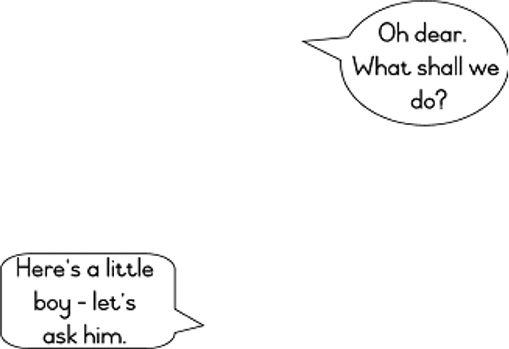 Oh dear.
What shall we
do?
Here's a little
boy - let's
ask him.